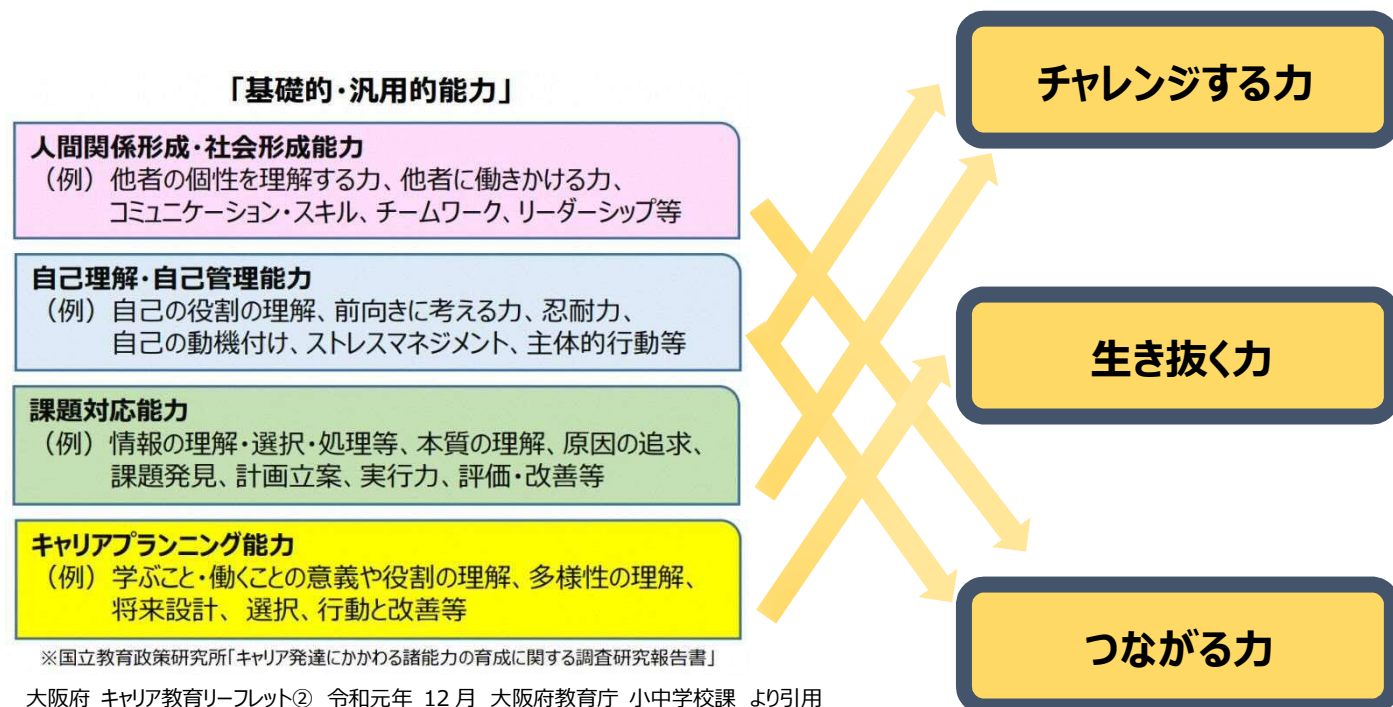 「基礎的・汎用的能力」
人間関係形成・社会形成能力
（例）他者の個性を理解する力、他者に働きかける力、
コミュニケーション・スキル、チームワーク、リーダーシップ等
自己理解・自己管理能力
（例）自己の役割の理解、前向きに考える力、忍耐力、
自己の動機付け、ストレスマネジメント、主体的行動等
課題対応能力
（例）情報の理解・選択・処理等、本質の理解、原因の追求、
課題発見、計画立案、実行力、評価・改善等
キャリアプランニング能力
（例）学ぶこと・働くことの意義や役割の理解、多様性の理解、
将来設計、選択、行動と改善等
※国立教育政策研究所「キャリア発達にかかわる諸能力の育成に関する調査研究報告書」
大阪府 キャリア教育リーフレット② 令和元年 12月 大阪府教育庁 小中学校課 より引用
チャレンジする力
生き抜く力
つながる力